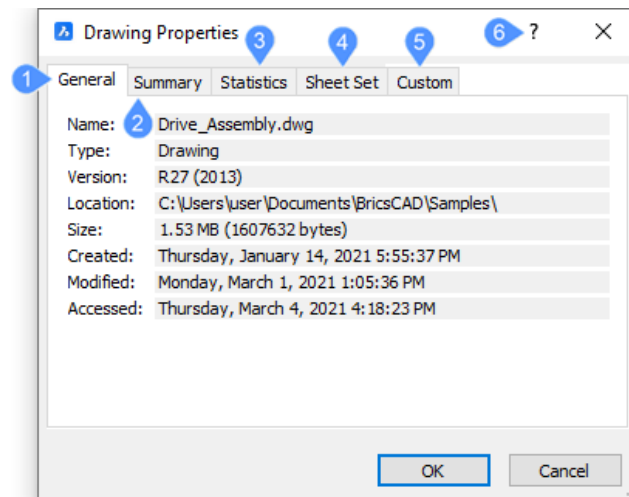 Drawing Properties
3
4
5
6
?
1
General
Summary
Statistics
Sheet Set
Custom
2
Name: Drive_Assembly.dwg
Type: Drawing
Version: R27 (2013)
Location: C:\Users\user\Documents\BricsCAD\Samples\
Size: 1.53 MB (1607632 bytes)
Created: Thursday, January 14, 2021 5:55:37 PM
Modified: Monday, March 1, 2021 1:05:36 PM
Accessed: Thursday, March 4, 2021 4:18:23 PM
OK
Cancel